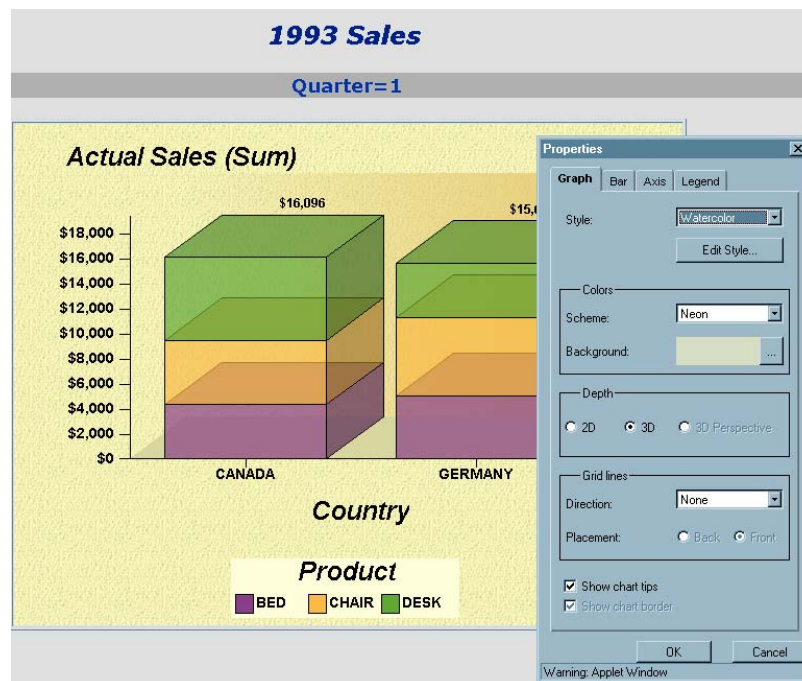 1993 Sales
Quarter=1
Actual Sales (Sum)
$16,096
$18,000
$16,000
$14,000
$12,000
$10,000
$8,000
$6,000
$4,000
$2,000
$0
CANADA
GERMANY
Country
Product
BED CHAIR DESK
Properties
Graph Bar Axis Legend
Style: Watercolor
Edit Style...
Colors
Scheme: Neon
Background: ...
Depth
2D 3D 3D Perspective
Grid lines
Direction: None
Placement: Back Front
Show chart tips
Show chart border
OK Cancel
Warning: Applet Window